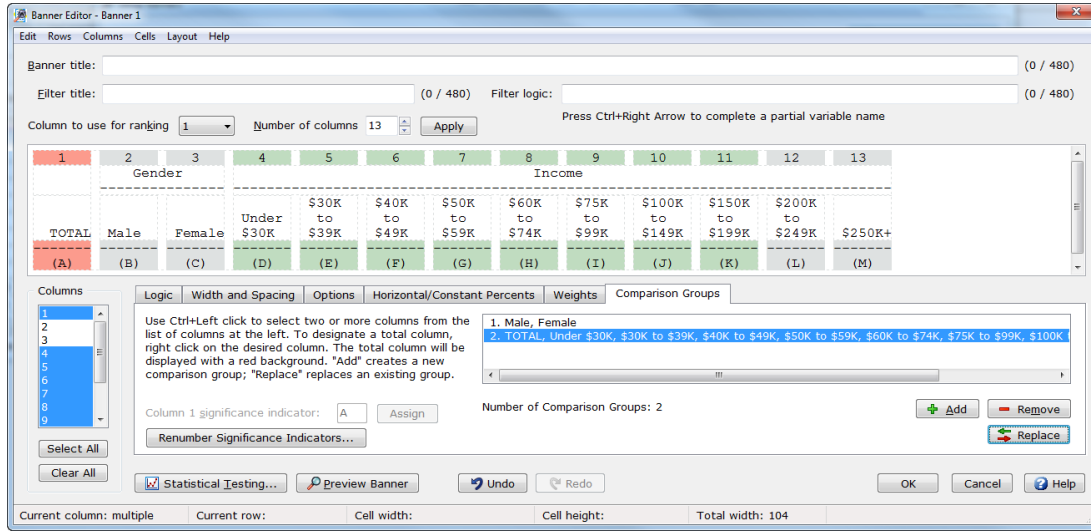 Banner Editor - Banner 1
Edit Rows Columns Cells Layout Help
Banner title: (0 / 480)
Filter title: (0 / 480) Filter logic: (0 / 480)
Column to use for ranking 1 Number of columns 13 Apply Press Ctrl+Right Arrow to complete a partial variable name
1 2 3 4 5 6 7 8 9 10 11 12 13
Gender Income
$30K $40K $50K $60K $75K $100K $150K $200K
Under to to to to to to to to
TOTAL Male Female $30K $39K $49K $59K $74K $99K $149K $199K $249K $250K+
(A) (B) (C) (D) (E) (F) (G) (H) (I) (J) (K) (L) (M)
Columns
1
2
3
4
5
6
7
8
9
Select All
Clear All
Logic Width and Spacing Options Horizontal/Constant Percents Weights Comparison Groups
Use Ctrl+Left click to select two or more columns from the
list of columns at the left. To designate a total column,
right click on the desired column. The total column will be
displayed with a red background. "Add" creates a new
comparison group; "Replace" replaces an existing group.
1. Male, Female
2. TOTAL, Under $30K, $30K to $39K, $40K to $49K, $50K to $59K, $60K to $74K, $75K to $99K, $100K
Column 1 significance indicator: A Assign
Renumber Significance Indicators...
Number of Comparison Groups: 2
Add Remove
Replace
Statistical Testing... Preview Banner Undo Redo OK Cancel Help
Current column: multiple Current row: Cell width: Cell height: Total width: 104